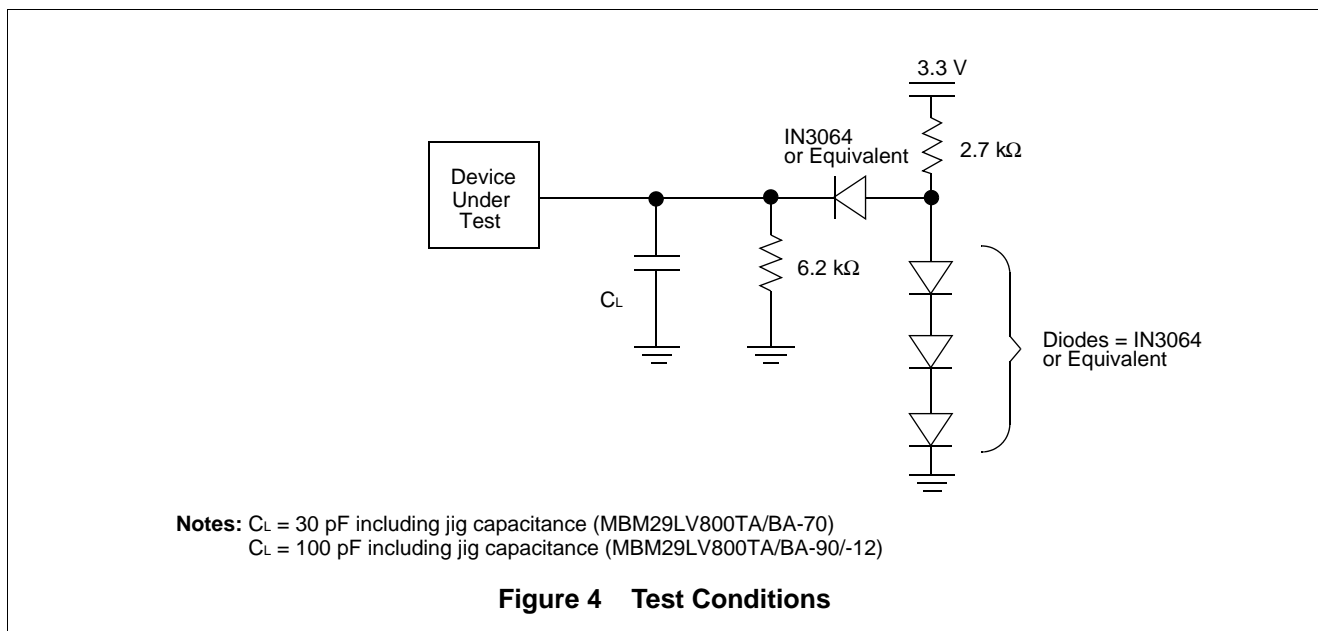 3.3 V
IN3064
or Equivalent
2.7 kΩ
Device
Under
Test
6.2 kΩ
CL
Diodes = IN3064
or Equivalent
Notes: CL = 30 pF including jig capacitance (MBM29LV800TA/BA-70)
CL = 100 pF including jig capacitance (MBM29LV800TA/BA-90/-12)
Figure 4 Test Conditions